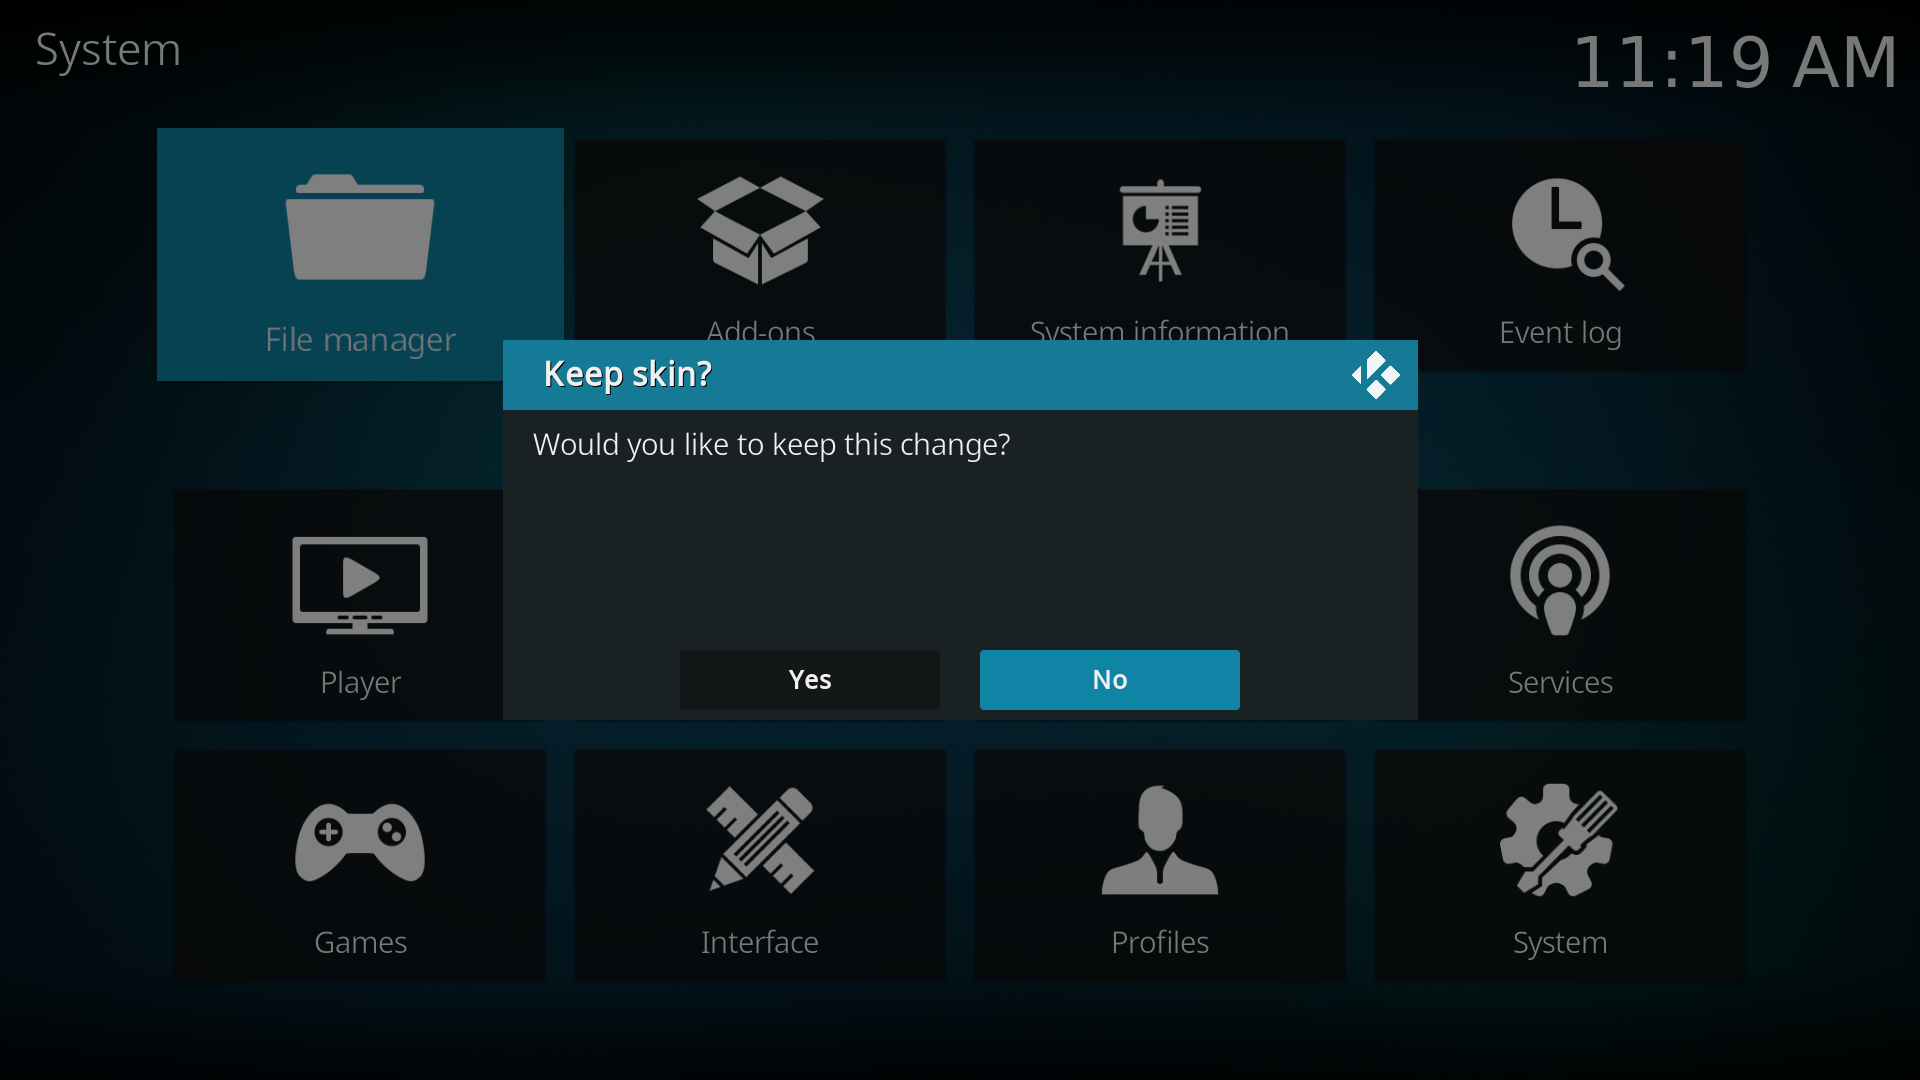 System
11:19 AM
File manager
Add-ons
System information
Event log
Keep skin?
Would you like to keep this change?
Yes
No
Player
Services
Games
Interface
Profiles
System